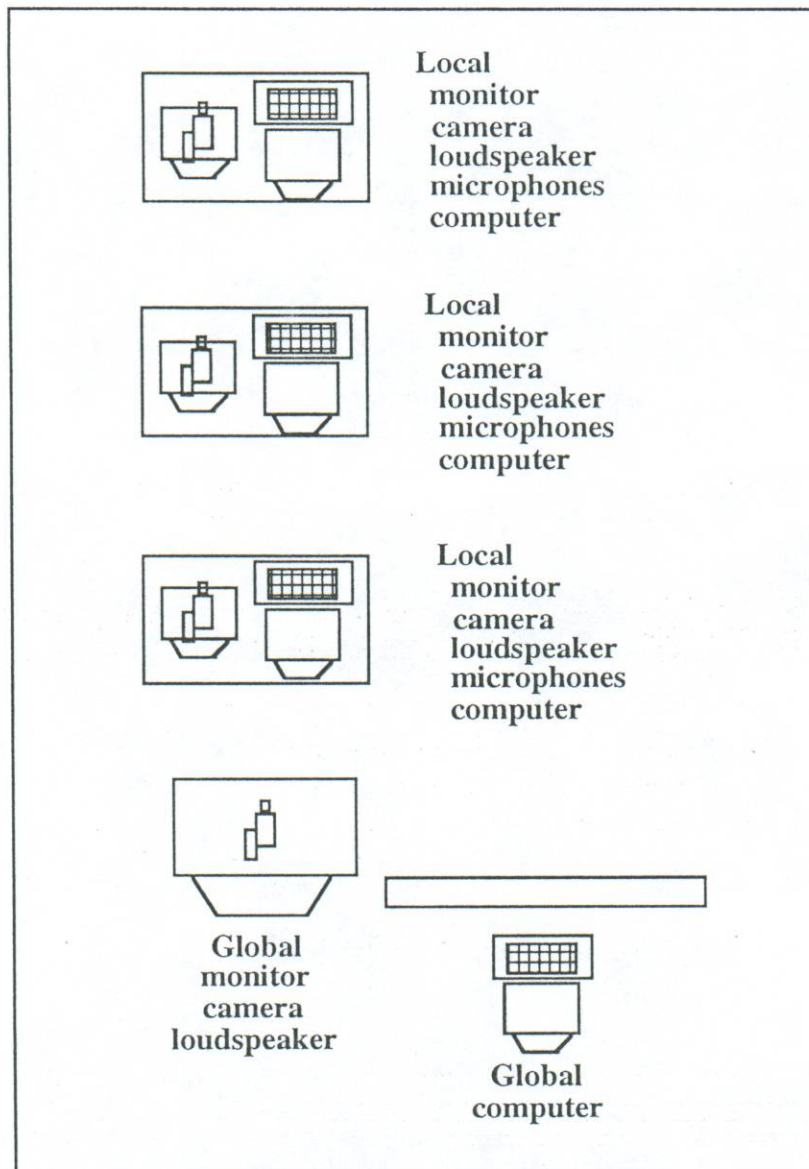 Local
monitor
camera
loudspeaker
microphones
computer
Local
monitor
camera
loudspeaker
microphones
computer
Local
monitor
camera
loudspeaker
microphones
computer
Global
monitor
camera
loudspeaker
Global
computer